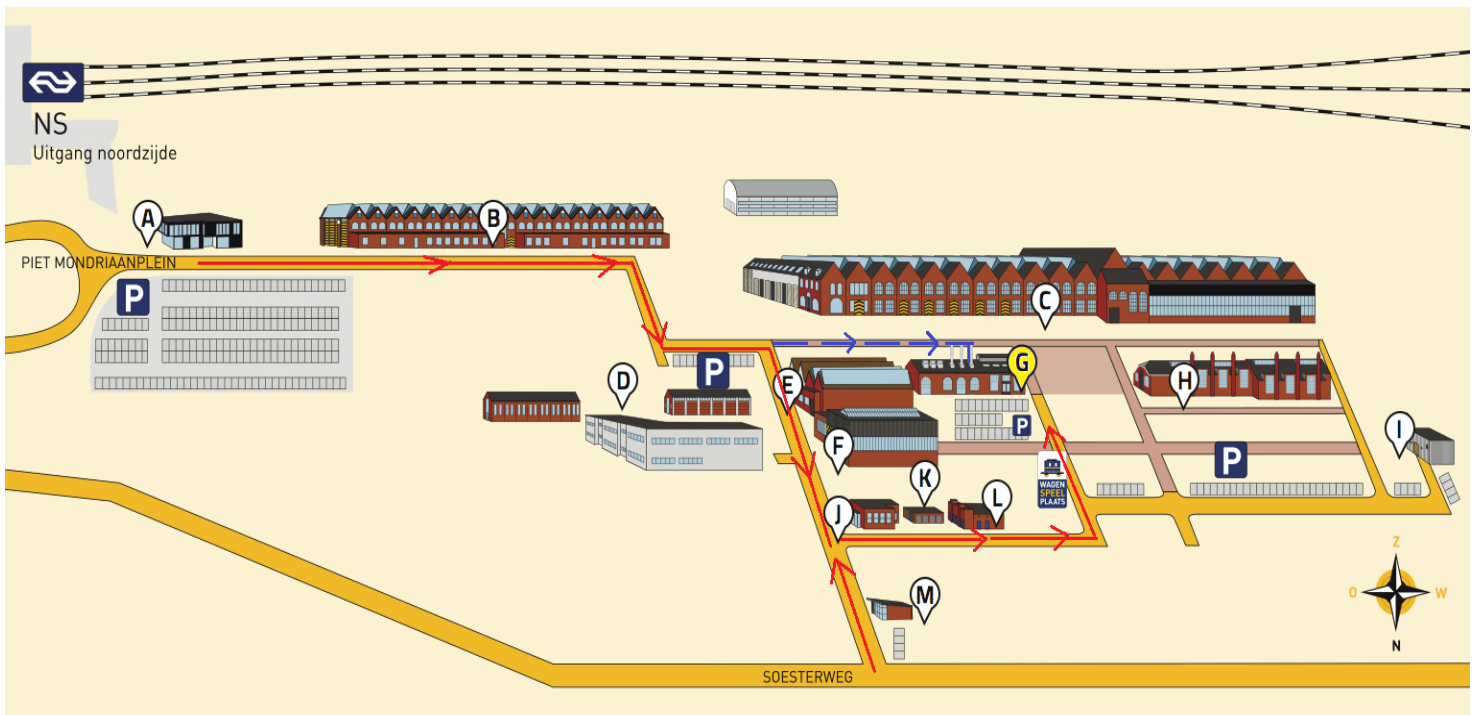 NS
Uitgang noordzijde
A
B
PIET MONDRIAANPLEIN
P
C
D
P
E
G
H
F
P
I
P
WAGEN
SPEEL
PLAATS
K
L
J
M
Z
O
W
N
SOESTERWEG